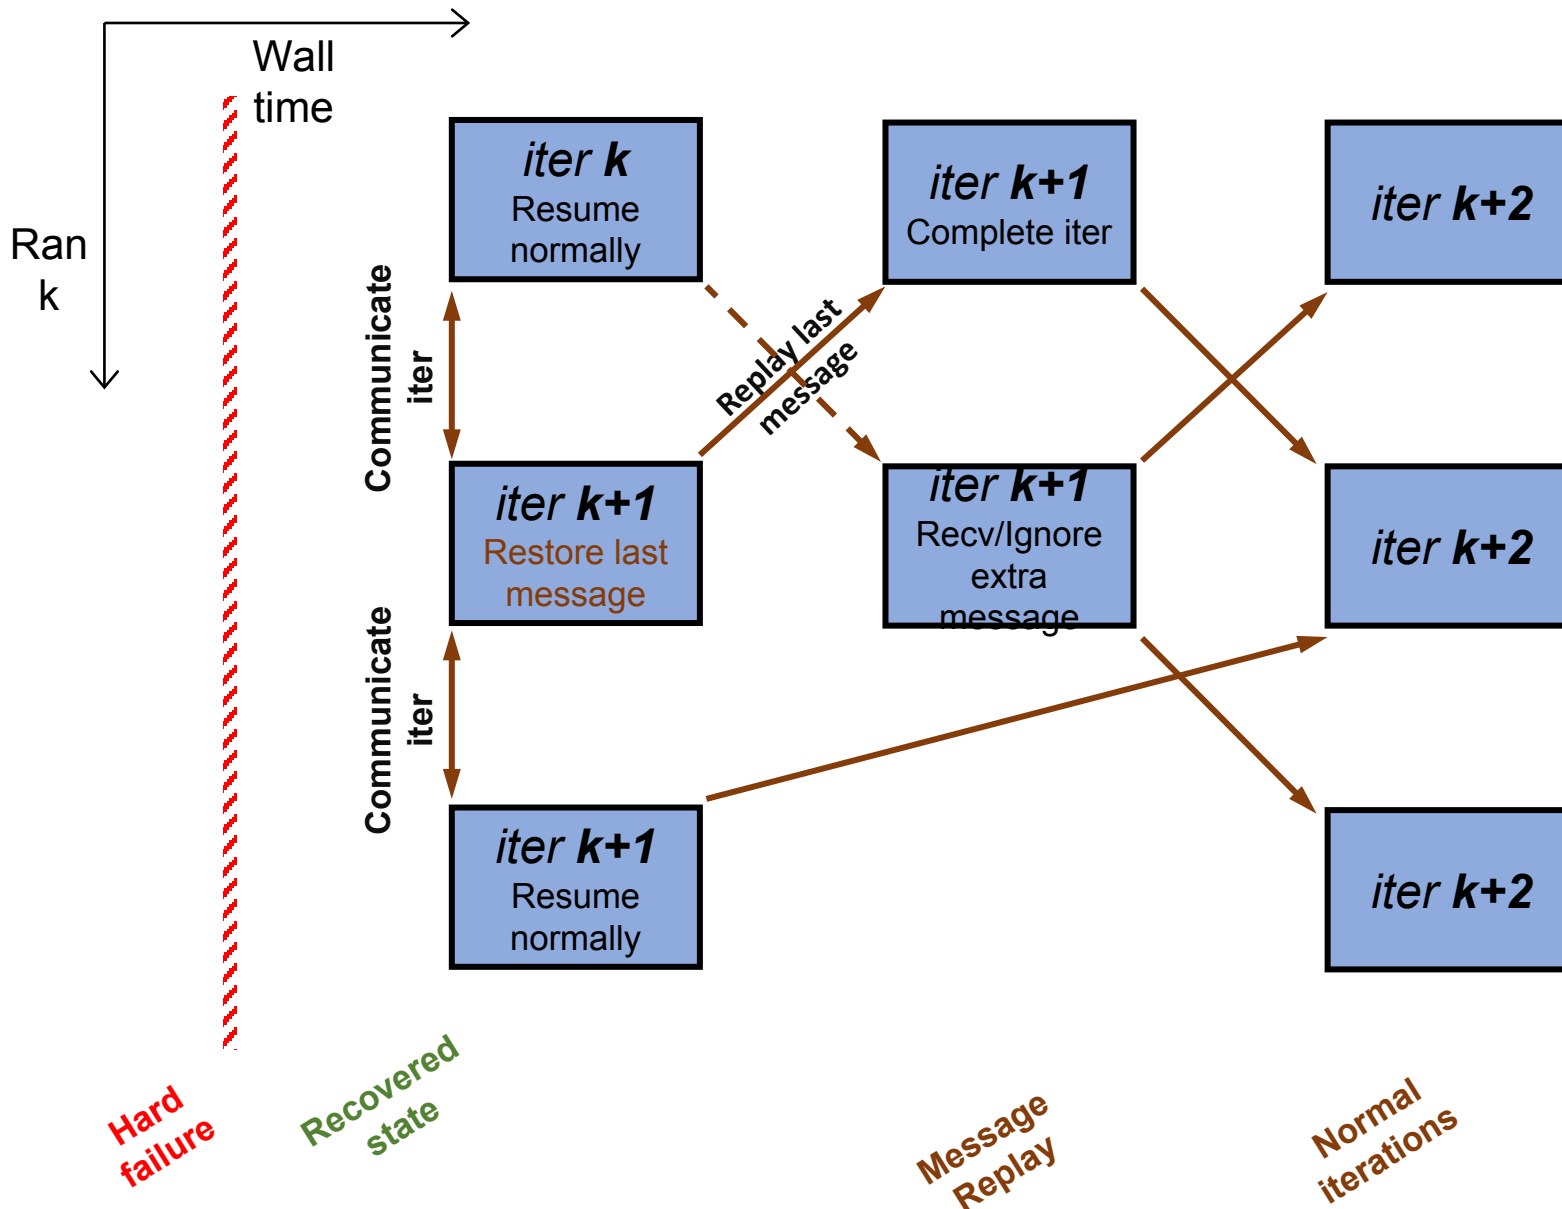 Wall
time
Ran
k
iter k
Resume
normally
iter k+1
Complete iter
iter k+2
Communicate
iter
Replay last
message
iter k+1
Restore last
message
iter k+1
Recv/Ignore
extra
message
iter k+2
Communicate
iter
iter k+1
Resume
normally
iter k+2
Hard
failure
Recovered
state
Message
Replay
Normal
iterations